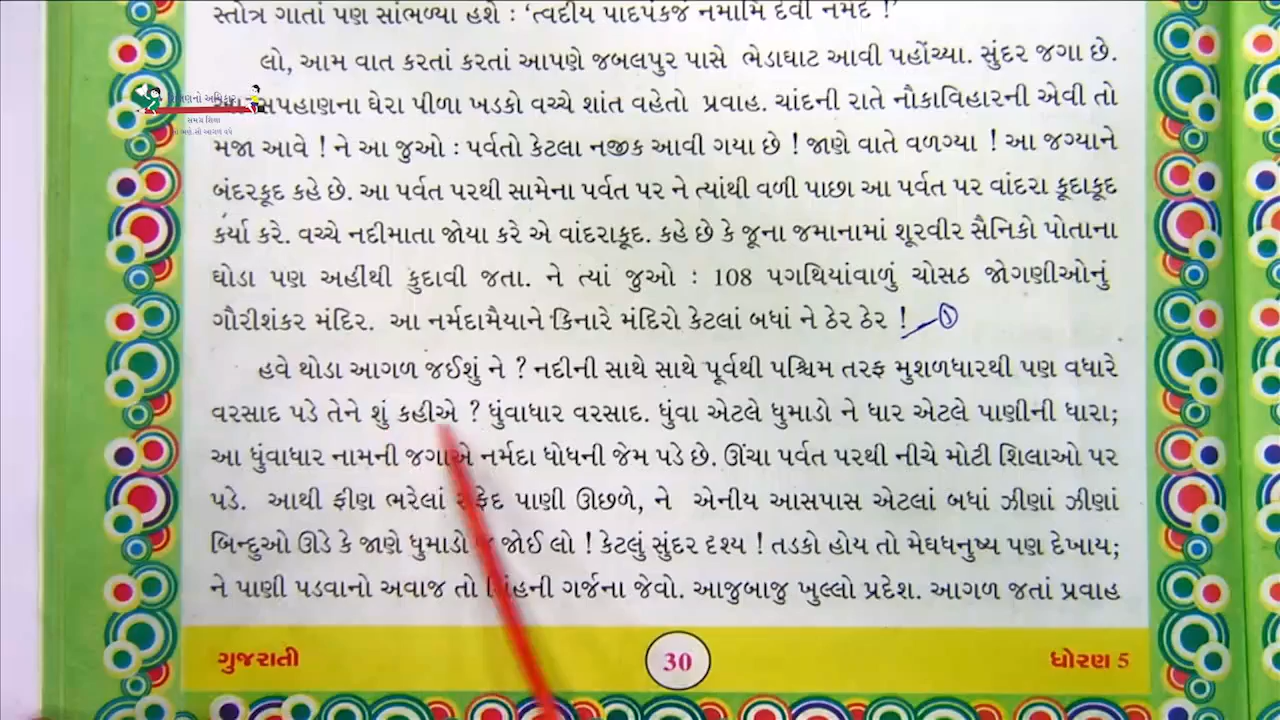 સ્તોત્ર ગાતાં પણ સાંભળ્યા હશે : ‘ત્વદીય પાદપંકજં નમામિ દેવી નર્મદે !’
લો, આમ વાત કરતાં કરતાં આપણે જબલપુર પાસે ભેડાઘાટ આવી પહોંચ્યા. સુંદર જગા છે.
ઘેરા પીળા ખડકો વચ્ચે શાંત વહેતો પ્રવાહ. ચાંદની રાતે નૌકાવિહારની એવી તો
મજા આવે ! ને આ જુઓ : પર્વતો કેટલા નજીક આવી ગયા છે ! જાણે વાતે વળગ્યા ! આ જગ્યાને
બંદરકૂદ કહે છે. આ પર્વત પરથી સામેના પર્વત પર ને ત્યાંથી વળી પાછા આ પર્વત પર વાંદરા કૂદાકૂદ
કર્યા કરે. વચ્ચે નદીમાતા જોયા કરે એ વાંદરાકૂદ. કહે છે કે જૂના જમાનામાં શૂરવીર સૈનિકો પોતાના
ઘોડા પણ અહીંથી કુદાવી જતા. ને ત્યાં જુઓ : 108 પગથિયાંવાળું ચોસઠ જોગણીઓનું
ગૌરીશંકર મંદિર. આ નર્મદામૈયાને કિનારે મંદિરો કેટલાં બધાં ને ઠેર ઠેર ! ૧
હવે થોડા આગળ જઈશું ને ? નદીની સાથે સાથે પૂર્વથી પશ્ચિમ તરફ મુશળધારથી પણ વધારે
વરસાદ પડે તેને શું કહીએ ? ધુંવાધાર વરસાદ. ધુંવા એટલે ધુમાડો ને ધાર એટલે પાણીની ધારા;
આ ધુંવાધાર નામની જગાએ નર્મદા ધોધની જેમ પડે છે. ઊંચા પર્વત પરથી નીચે મોટી શિલાઓ પર
પડે. આથી ફીણ ભરેલાં સફેદ પાણી ઊછળે, ને એનીય આસપાસ એટલાં બધાં ઝીણાં ઝીણાં
બિન્દુઓ ઊડે કે જાણે ધુમાડો જ જોઈ લો ! કેટલું સુંદર દૃશ્ય ! તડકો હોય તો મેઘધનુષ્ય પણ દેખાય;
ને પાણી પડવાનો અવાજ તો સિંહની ગર્જના જેવો. આજુબાજુ ખુલ્લો પ્રદેશ. આગળ જતાં પ્રવાહ
ગુજરાતી 30 ધોરણ 5